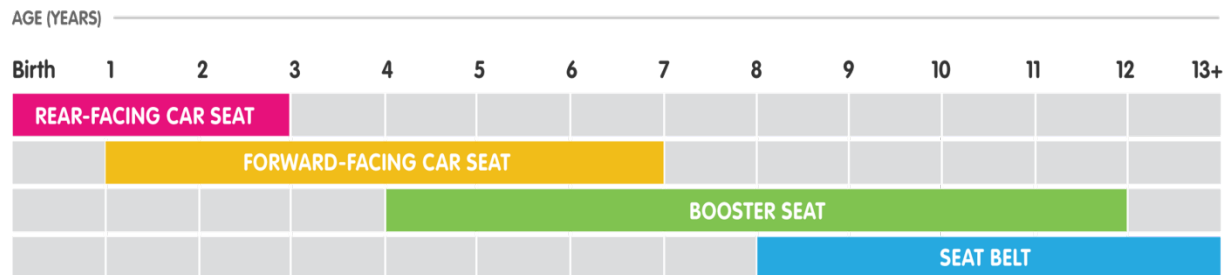 AGE (YEARS)
Birth 1 2 3 4 5 6 7 8 9 10 11 12 13+
REAR-FACING CAR SEAT
FORWARD-FACING CAR SEAT
BOOSTER SEAT
SEAT BELT